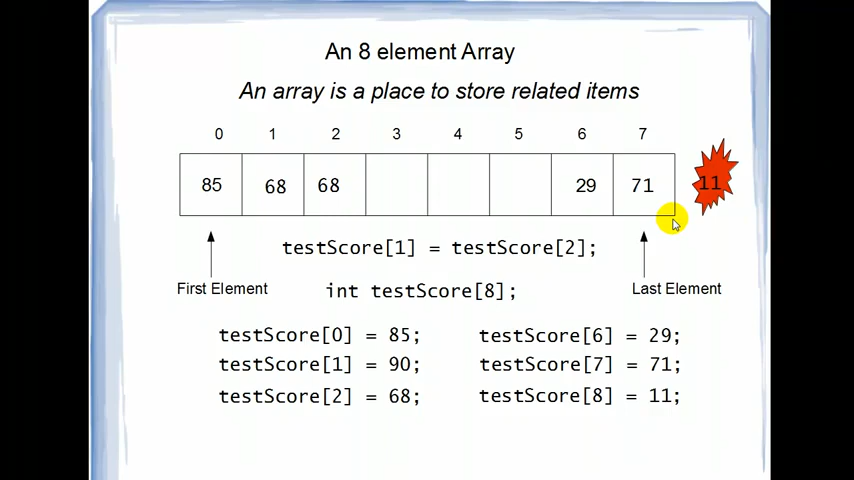 An 8 element Array
An array is a place to store related items
0 1 2 3 4 5 6 7
85 68 68 29 71 11
testScore[1] = testScore[2];
First Element int testScore[8]; Last Element
testScore[0] = 85; testScore[6] = 29;
testScore[1] = 90; testScore[7] = 71;
testScore[2] = 68; testScore[8] = 11;